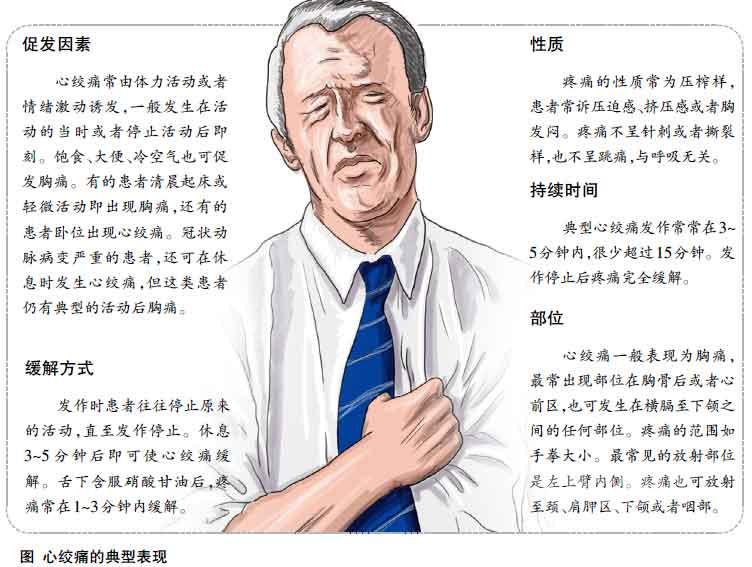 促发因素
心绞痛常由体力活动或者
情绪激动诱发，一般发生在活
动的当时或者停止活动后即
刻。饱食、大便、冷空气也可促
发胸痛。有的患者清晨起床或
轻微活动即出现胸痛，还有的
患者卧位出现心绞痛。冠状动
脉病变严重的患者，还可在休
息时发生心绞痛，但这类患者
仍有典型的活动后胸痛。
缓解方式
发作时患者往往停止原来
的活动，直至发作停止。休息
3~5分钟后即可使心绞痛缓
解。舌下含服硝酸甘油后，疼
痛常在1~3分钟内缓解。
性质
疼痛的性质常为压榨样，
患者常诉压迫感、挤压感或者胸
发闷。疼痛不呈针刺或者撕裂
样，也不呈跳痛，与呼吸无关。
持续时间
典型心绞痛发作常常在3~
5分钟内，很少超过15分钟。发
作停止后疼痛完全缓解。
部位
心绞痛一般表现为胸痛，
最常出现部位在胸骨后或者心
前区，也可发生在横膈至下颌之
间的任何部位。疼痛的范围如
手拳大小。最常见的放射部位
是左上臂内侧。疼痛也可放射
至颈、肩胛区、下颌或者咽部。
图 心绞痛的典型表现